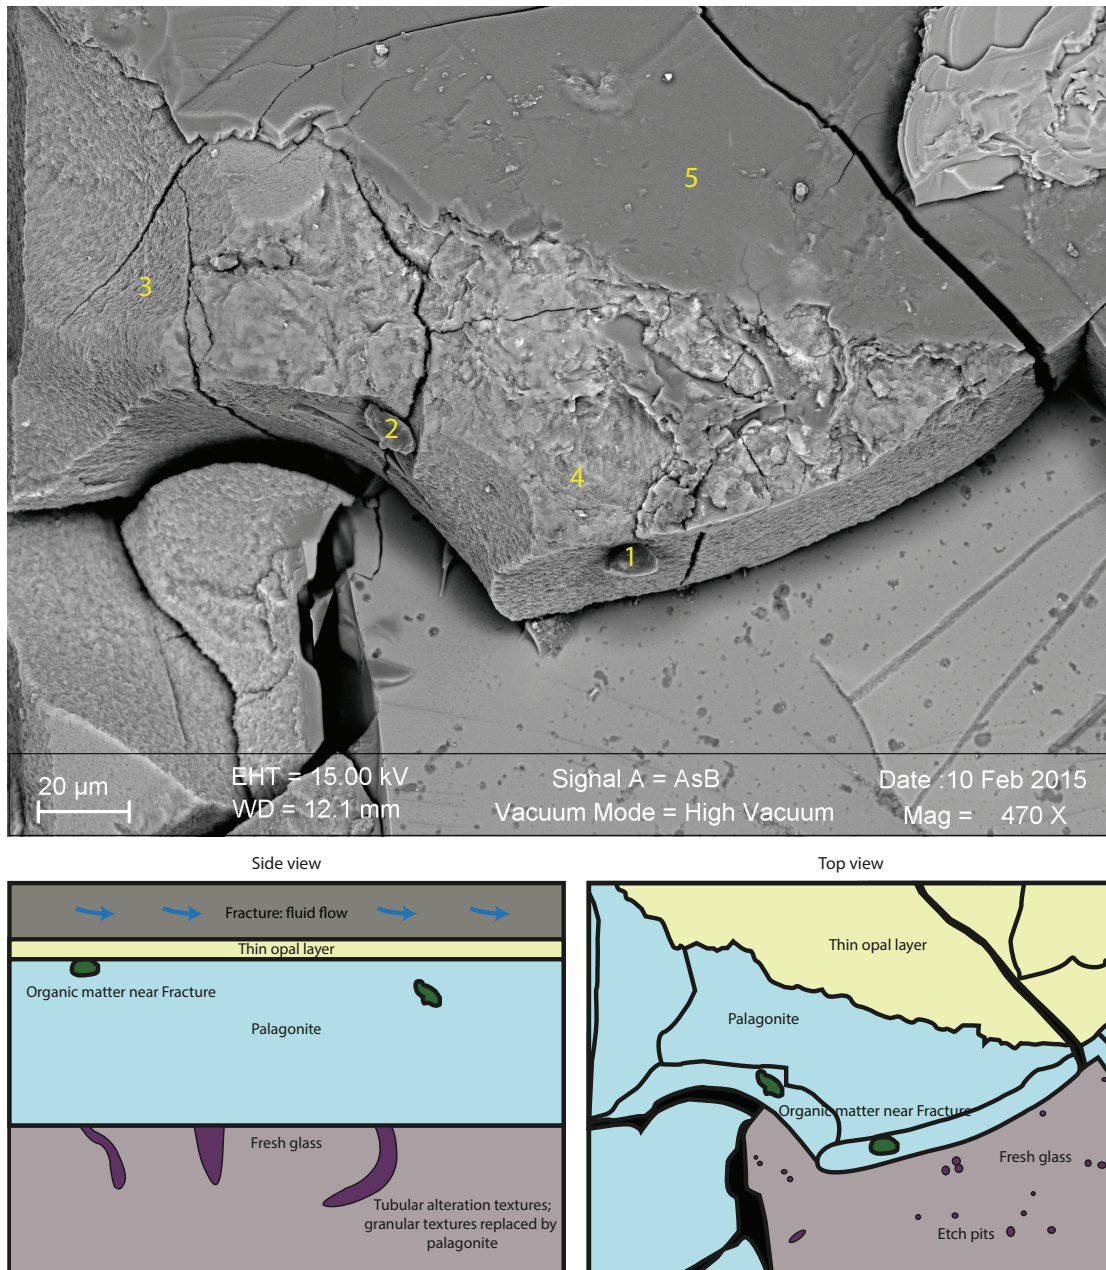 5
3
2
4
1
20 µm
EHT = 15.00 kV
WD = 12.1 mm
Signal A = AsB
Vacuum Mode = High Vacuum
Date :10 Feb 2015
Mag = 470 X
Side view
Fracture: fluid flow
Thin opal layer
Organic matter near Fracture
Palagonite
Fresh glass
Tubular alteration textures;
granular textures replaced by
palagonite
Top view
Thin opal layer
Palagonite
Organic matter near Fracture
Fresh glass
Etch pits